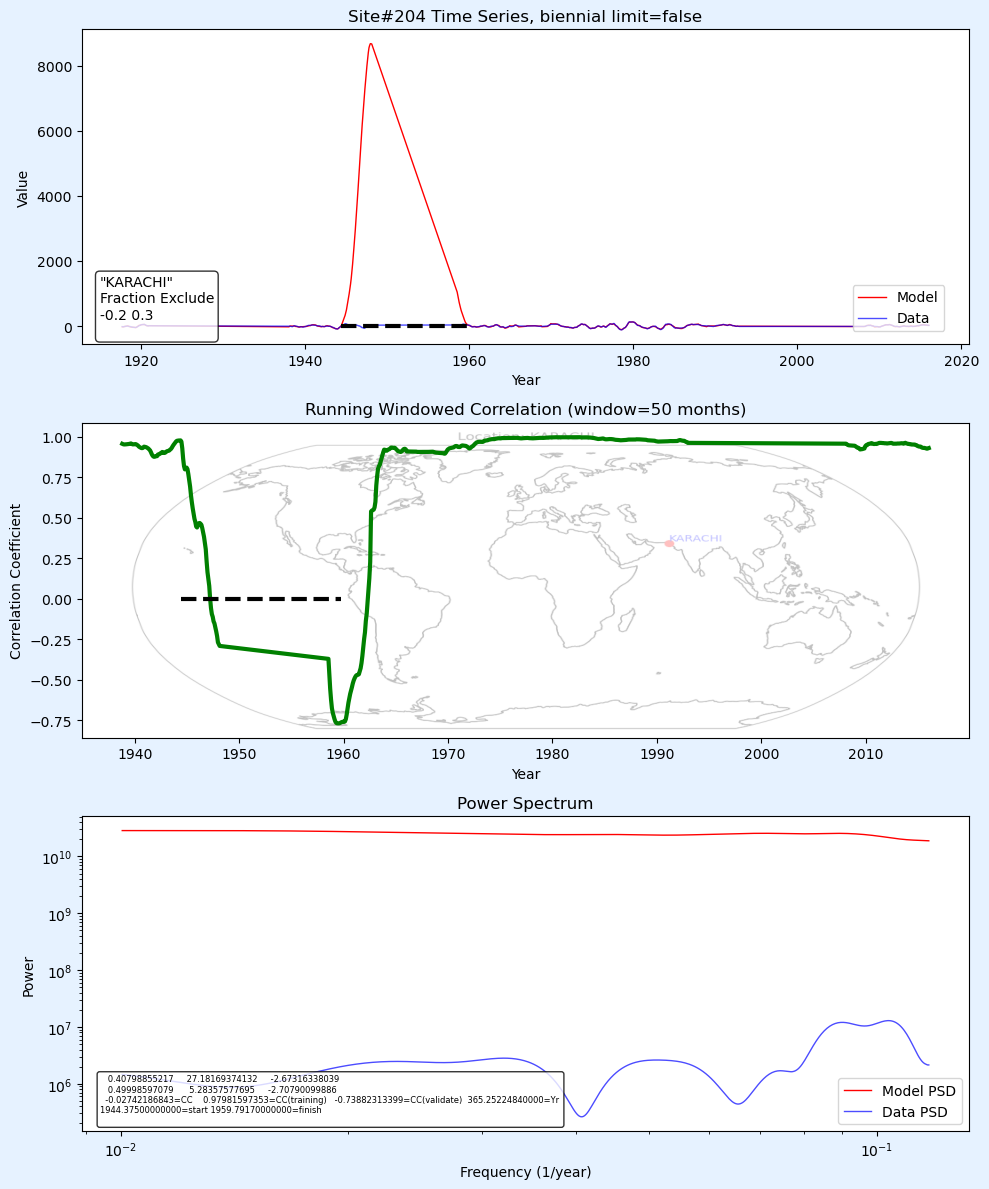 Site#204 Time Series, biennial limit=false
Value
8000
6000
4000
2000
0
"KARACHI"
Fraction Exclude
-0.2 0.3
Model
Data
1920
1940
1960
1980
2000
2020
Year
Running Windowed Correlation (window=50 months)
Correlation Coefficient
1.00
0.75
0.50
0.25
0.00
−0.25
−0.50
−0.75
Location: KARACHI
KARACHI
1940
1950
1960
1970
1980
1990
2000
2010
Year
Power Spectrum
Power
10^10
10^9
10^8
10^7
10^6
0.40798855217 27.18169374132 -2.67316338039
0.49998597079 5.28357577695 -2.70790099886
-0.02742186843=CC 0.97981597353=CC(training) -0.73882313399=CC(validate) 365.25224840000=Yr
1944.37500000000=start 1959.79170000000=finish
Model PSD
Data PSD
10^−2
10^−1
Frequency (1/year)